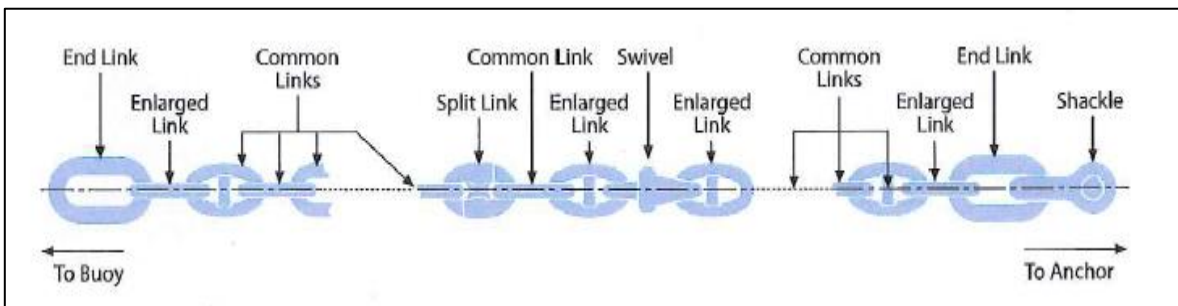 End Link
Common
Links
Enlarged
Link
Split Link
Common Link
Enlarged
Link
Swivel
Enlarged
Link
Common
Links
Enlarged
Link
End Link
Shackle
To Buoy
To Anchor